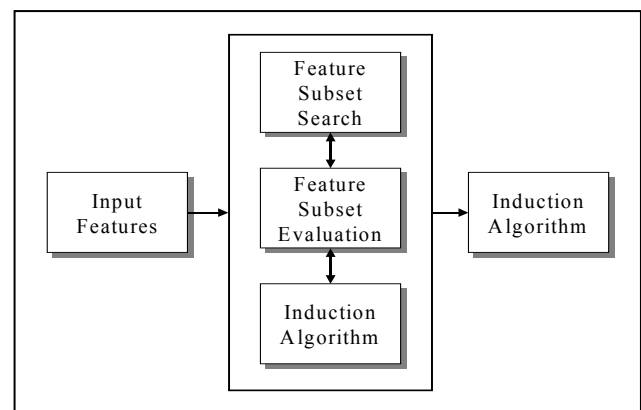 Feature
Subset
Search
Input
Features
Feature
Subset
Evaluation
Induction
Algorithm
Induction
Algorithm